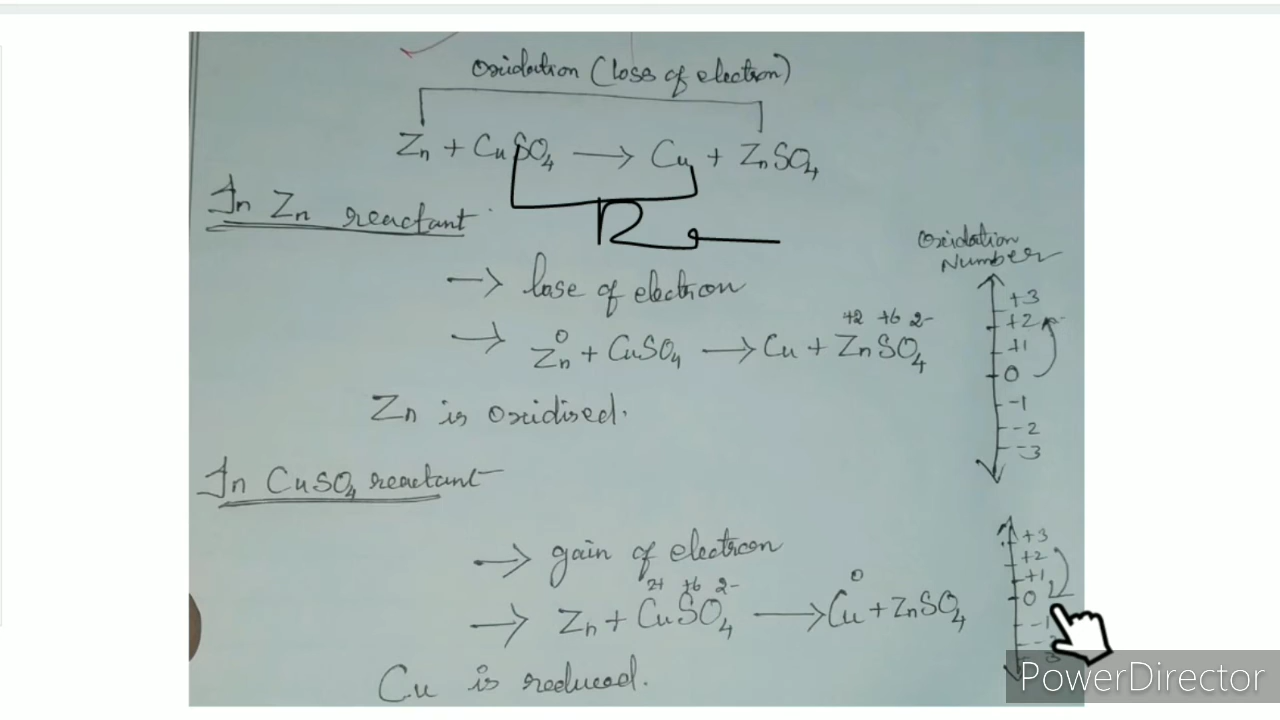 Oxidation (loss of electron)
Zn + CuSO4 → Cu + ZnSO4
In Zn reactant
R
Oxidation
Number
→ lose of electron
+3
+2 +6 2-
+2
→ Zn⁰ + CuSO4 → Cu + ZnSO4
+1
0
Zn is oxidised.
-1
-2
-3
In CuSO4 reactant
→ gain of electron
+3
+2
2+ +6 2-
0
+1
→ Zn + CuSO4 → Cu + ZnSO4
0
-1
Cu is reduced.
PowerDirector